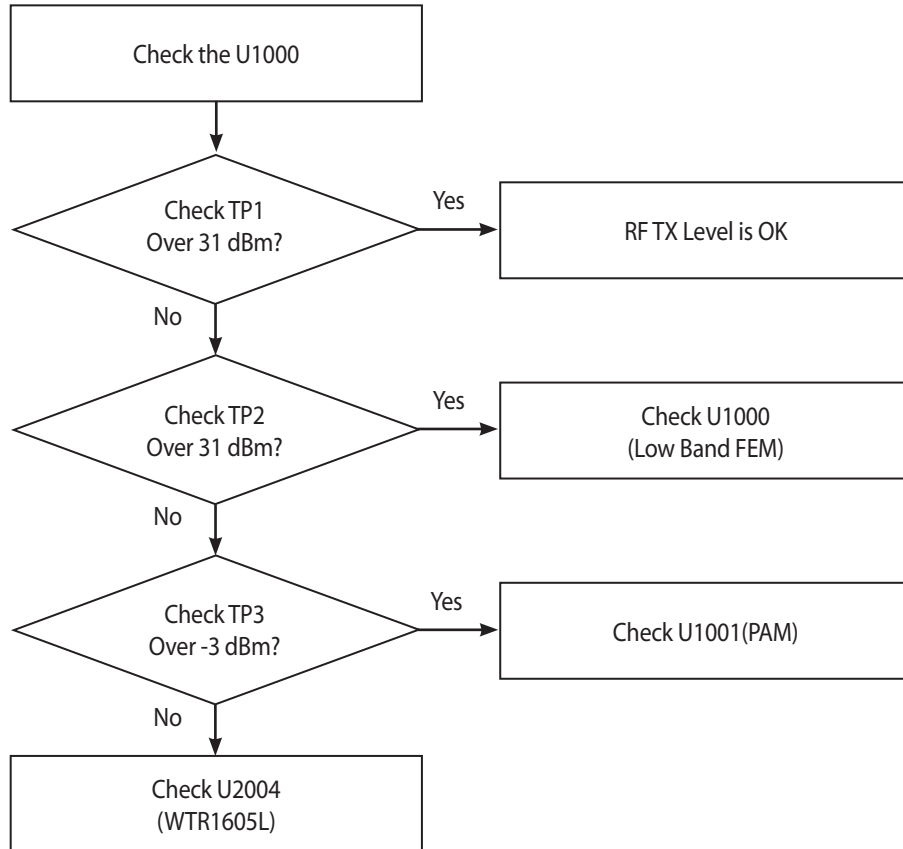 Check the U1000
Check TP1
Over 31 dBm?
Yes
RF TX Level is OK
No
Check TP2
Over 31 dBm?
Yes
Check U1000
(Low Band FEM)
No
Check TP3
Over -3 dBm?
Yes
Check U1001(PAM)
No
Check U2004
(WTR1605L)